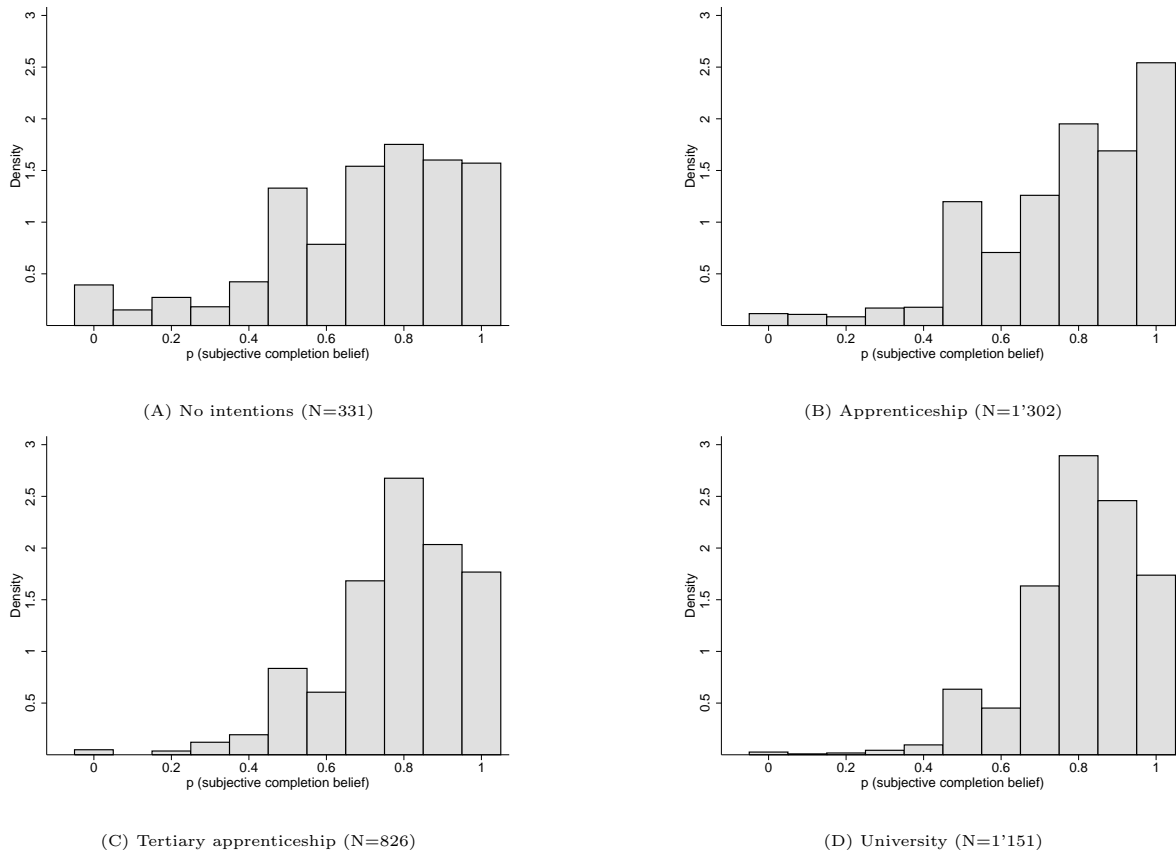 3
2.5
2
1.5
1
0.5
Density
0 0.2 0.4 0.6 0.8 1
p (subjective completion belief)
(A) No intentions (N=331)
3
2.5
2
1.5
1
0.5
Density
0 0.2 0.4 0.6 0.8 1
p (subjective completion belief)
(B) Apprenticeship (N=1'302)
3
2.5
2
1.5
1
0.5
Density
0 0.2 0.4 0.6 0.8 1
p (subjective completion belief)
(C) Tertiary apprenticeship (N=826)
3
2.5
2
1.5
1
0.5
Density
0 0.2 0.4 0.6 0.8 1
p (subjective completion belief)
(D) University (N=1'151)